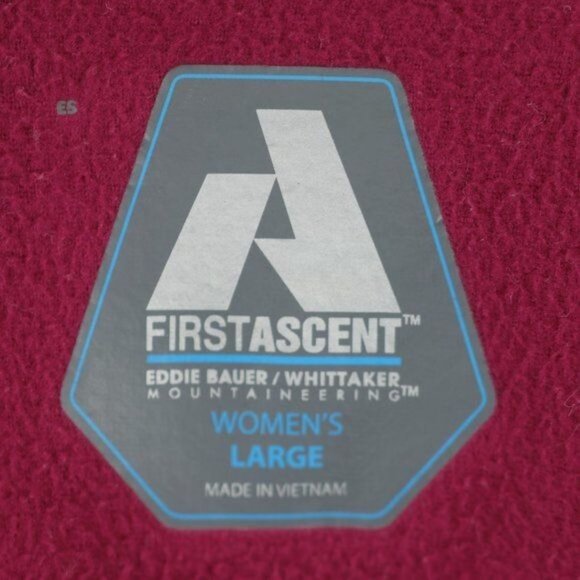 ES
FIRSTASCENT™
EDDIE BAUER / WHITTAKER
MOUNTAINEERING™
WOMEN'S
LARGE
MADE IN VIETNAM